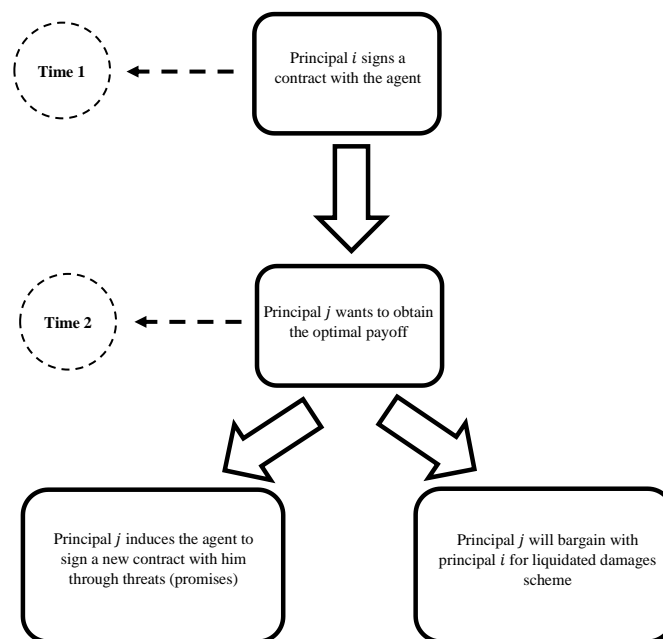 Time 1
Principal i signs a
contract with the agent
Time 2
Principal j wants to obtain
the optimal payoff
Principal j induces the agent to
sign a new contract with him
through threats (promises)
Principal j will bargain with
principal i for liquidated damages
scheme